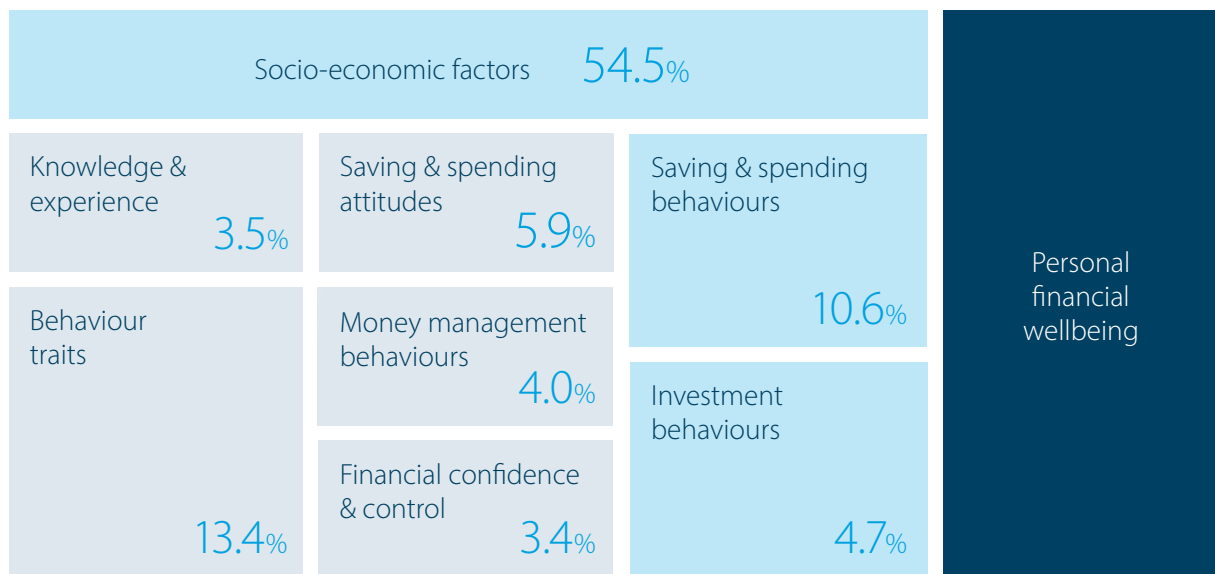 Socio-economic factors 54.5%
Knowledge &
experience
3.5%
Saving & spending
attitudes
5.9%
Saving & spending
behaviours
10.6%
Behaviour
traits
13.4%
Money management
behaviours
4.0%
Financial confidence
& control
3.4%
Investment
behaviours
4.7%
Personal
financial
wellbeing